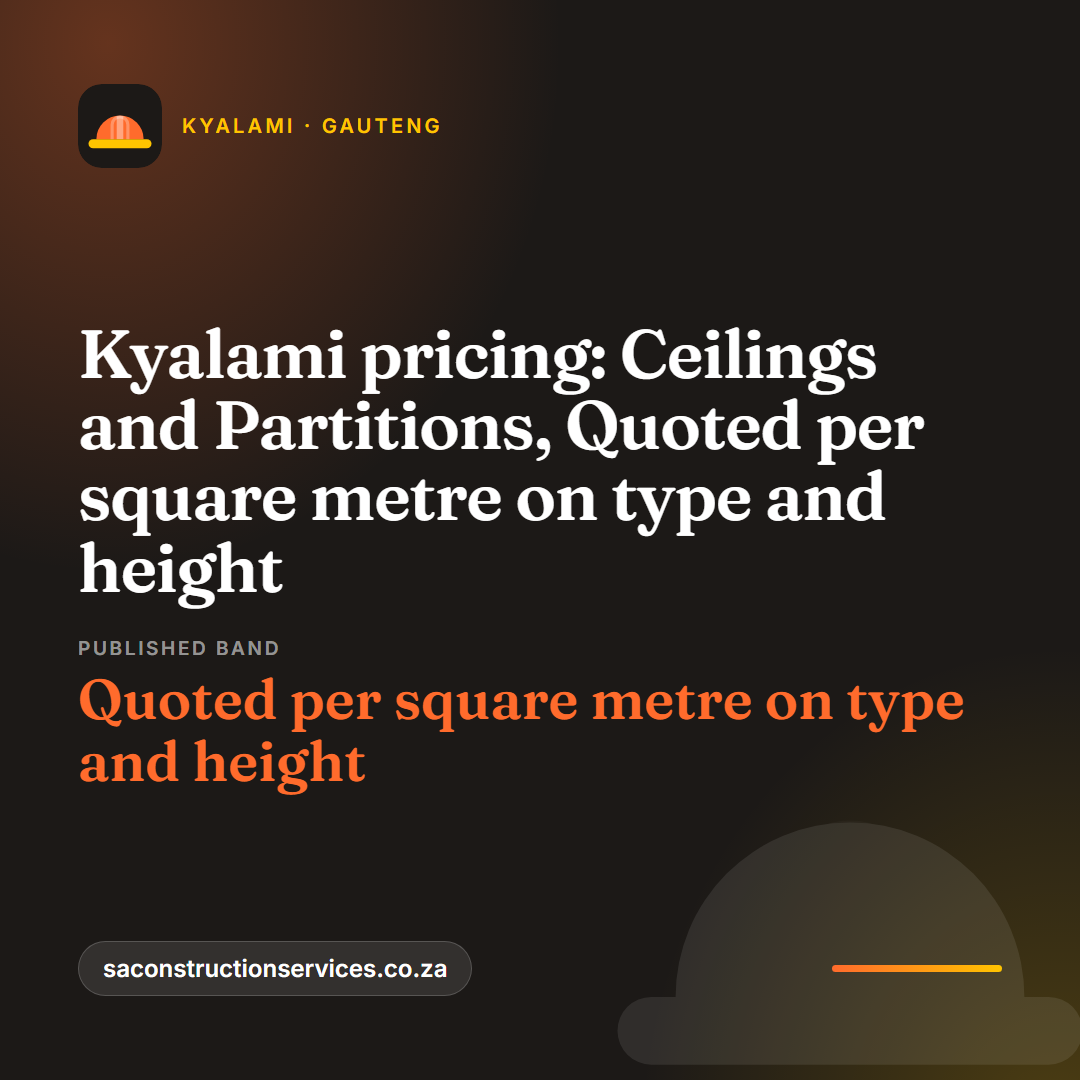 KYALAMI · GAUTENG
Kyalami pricing: Ceilings
and Partitions, Quoted per
square metre on type and
height
PUBLISHED BAND
Quoted per square metre on type
and height
saconstructionservices.co.za